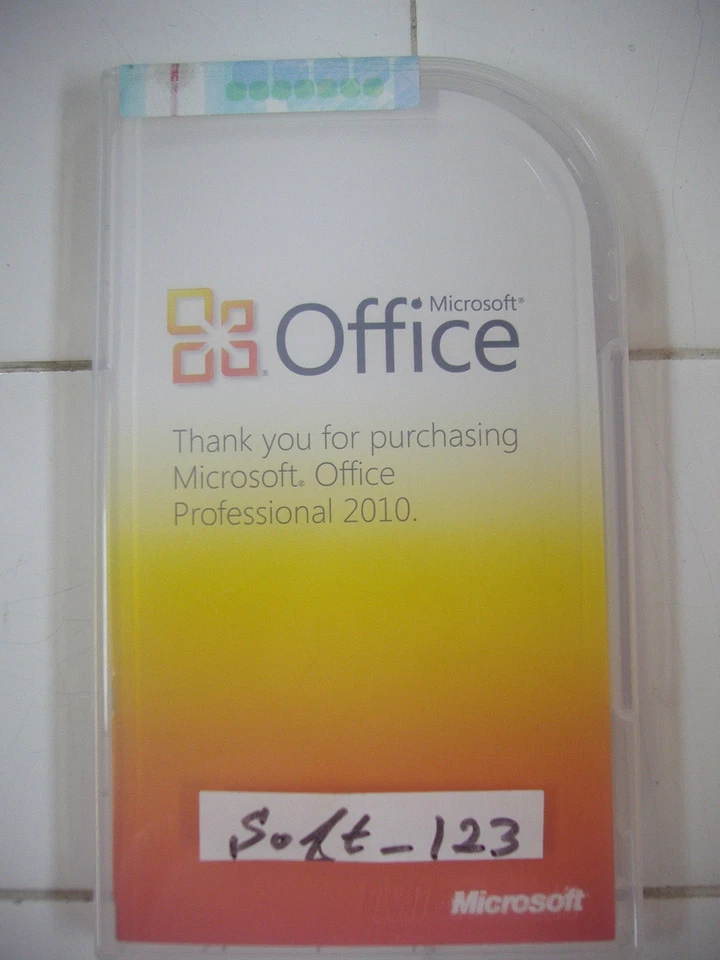 Microsoft®
Office
Thank you for purchasing
Microsoft® Office
Professional 2010.
Soft_123
Microsoft